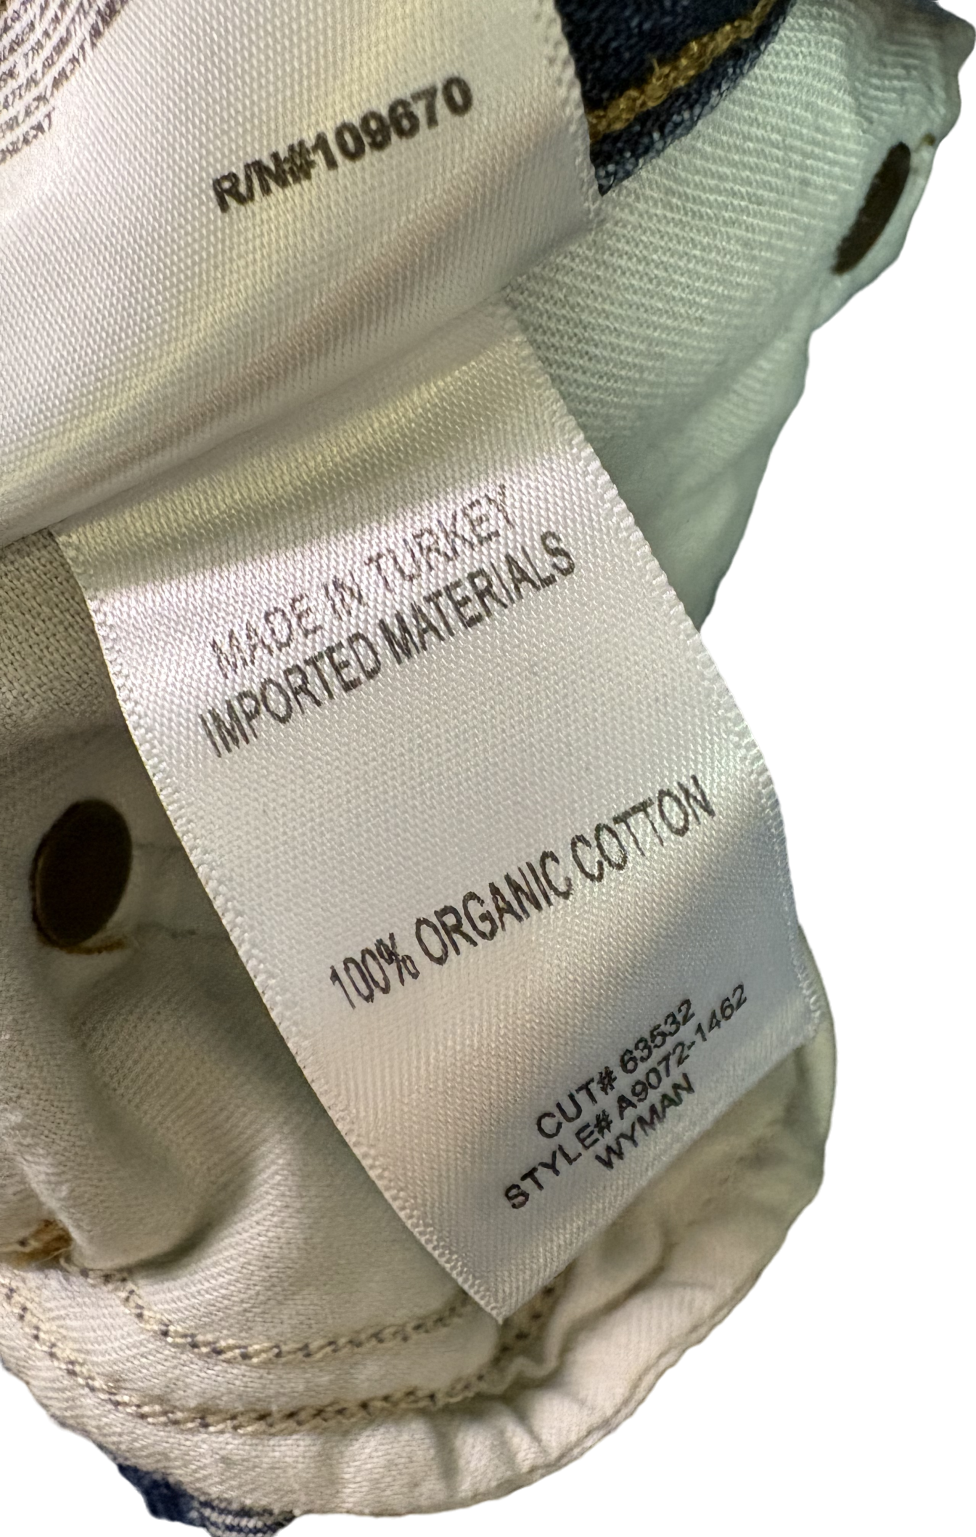 R/N#109670
MADE IN TURKEY
IMPORTED MATERIALS
100% ORGANIC COTTON
CUT# 63532
STYLE# A9072-1462
WYMAN